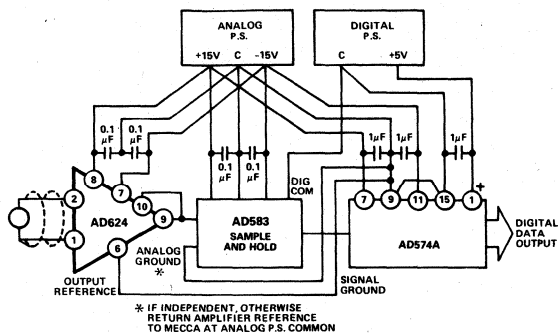 ANALOG
P.S.
+15V C -15V
DIGITAL
P.S.
C +5V
0.1
µF
0.1
µF
0.1
µF
0.1
µF
1µF
1µF
1µF
DIG
COM
8
7
10
9
2
1
6
AD624
ANALOG
GROUND
*
OUTPUT
REFERENCE
AD583
SAMPLE
AND HOLD
SIGNAL
GROUND
7
9
11
15
1
+
AD574A
DIGITAL
DATA
OUTPUT
* IF INDEPENDENT, OTHERWISE
RETURN AMPLIFIER REFERENCE
TO MECCA AT ANALOG P.S. COMMON